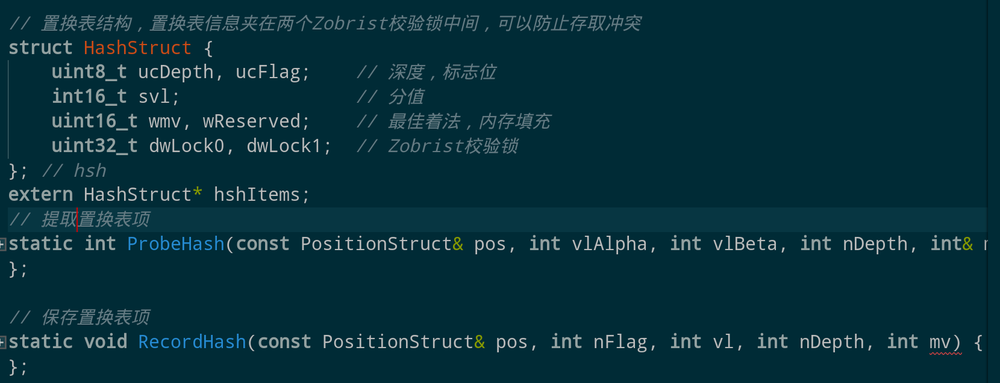 // 置换表结构，置换表信息夹在两个Zobrist校验锁中间，可以防止存取冲突
struct HashStruct {
    uint8_t ucDepth, ucFlag;    // 深度，标志位
    int16_t svl;                // 分值
    uint16_t wmv, wReserved;    // 最佳着法，内存填充
    uint32_t dwLock0, dwLock1;  // Zobrist校验锁
}; // hsh
extern HashStruct* hshItems;
// 提取置换表项
static int ProbeHash(const PositionStruct& pos, int vlAlpha, int vlBeta, int nDepth, int&
};
// 保存置换表项
static void RecordHash(const PositionStruct& pos, int nFlag, int vl, int nDepth, int mv) {
};